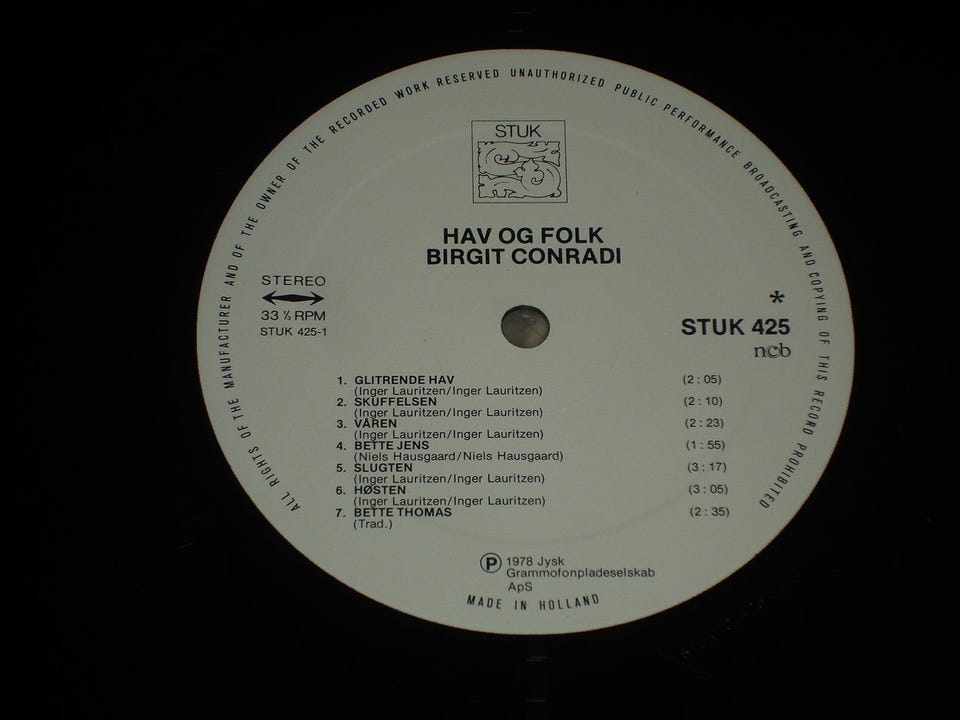 ALL RIGHTS OF THE MANUFACTURER AND OF THE OWNER OF THE RECORDED WORK RESERVED UNAUTHORIZED PUBLIC PERFORMANCE BROADCASTING AND COPYING OF THIS RECORD PROHIBITED
STUK
HAV OG FOLK
BIRGIT CONRADI
STEREO
33 ⅓ RPM
STUK 425-1
*
STUK 425
ncb
1. GLITRENDE HAV (2 : 05)
(Inger Lauritzen/Inger Lauritzen)
2. SKUFFELSEN (2 : 10)
(Inger Lauritzen/Inger Lauritzen)
3. VÅREN (2 : 23)
(Inger Lauritzen/Inger Lauritzen)
4. BETTE JENS (1 : 55)
(Niels Hausgaard/Niels Hausgaard)
5. SLUGTEN (3 : 17)
(Inger Lauritzen/Inger Lauritzen)
6. HØSTEN (3 : 05)
(Inger Lauritzen/Inger Lauritzen)
7. BETTE THOMAS (2 : 35)
(Trad.)
Ⓟ 1978 Jysk
Grammofonpladeselskab
ApS
MADE IN HOLLAND